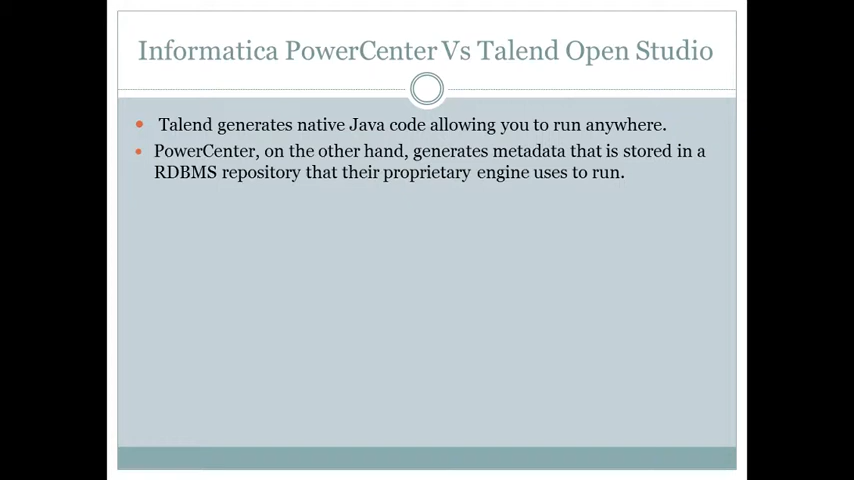 Informatica PowerCenter Vs Talend Open Studio
Talend generates native Java code allowing you to run anywhere.
PowerCenter, on the other hand, generates metadata that is stored in a
RDBMS repository that their proprietary engine uses to run.